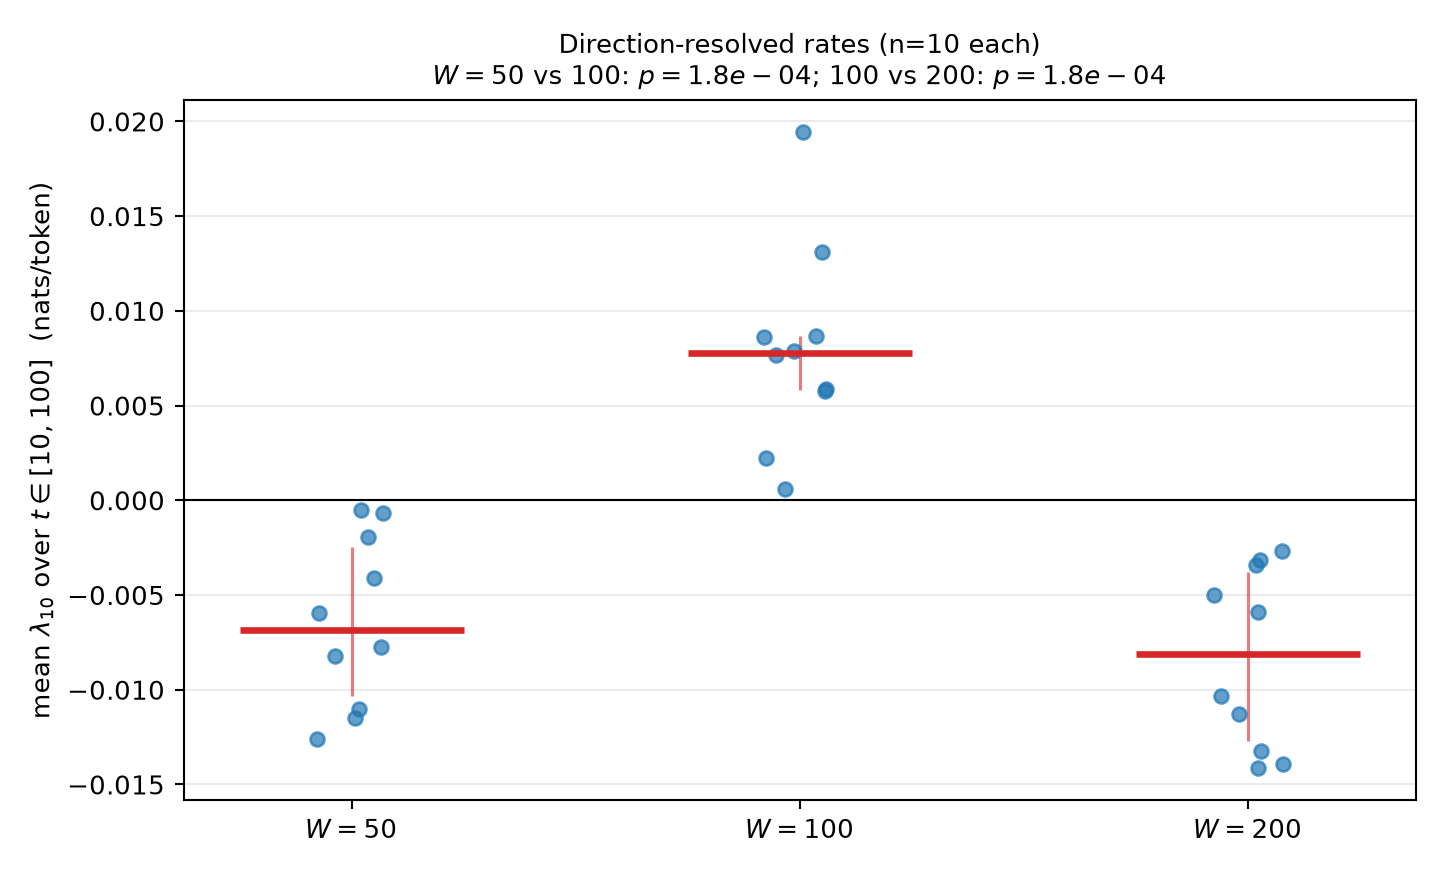 Direction-resolved rates (n=10 each)
W = 50 vs 100: p = 1.8e − 04; 100 vs 200: p = 1.8e − 04
mean λ₁₀ over t ∈ [10, 100] (nats/token)
0.020
0.015
0.010
0.005
0.000
−0.005
−0.010
−0.015
W = 50
W = 100
W = 200